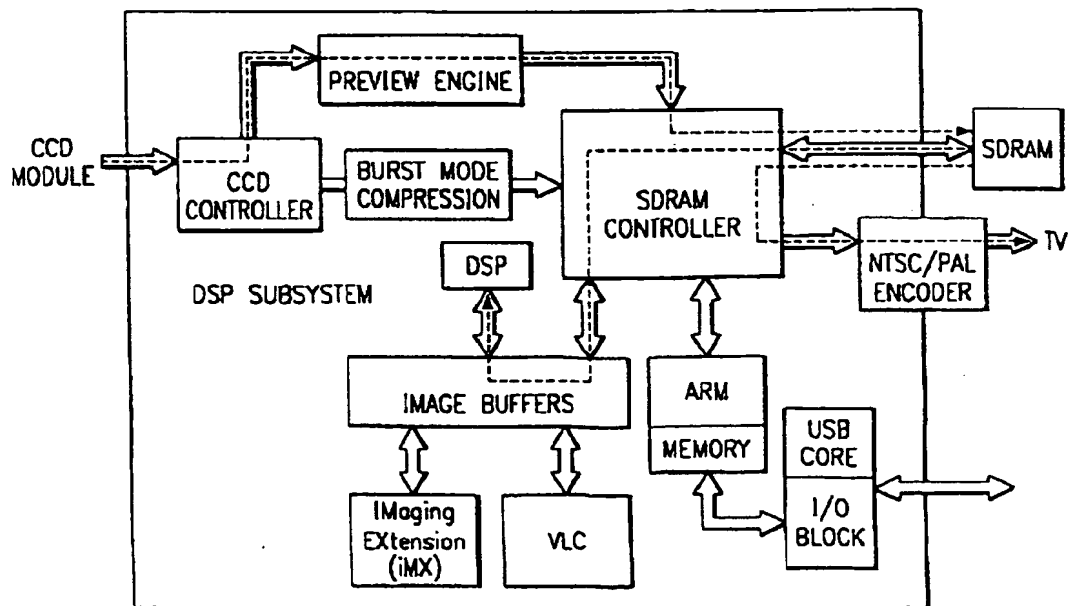 PREVIEW ENGINE
CCD
MODULE
CCD
CONTROLLER
BURST MODE
COMPRESSION
SDRAM
CONTROLLER
SDRAM
NTSC/PAL
ENCODER
TV
DSP
DSP SUBSYSTEM
IMAGE BUFFERS
ARM
MEMORY
USB
CORE
I/O
BLOCK
IMaging
EXtension
(iMX)
VLC